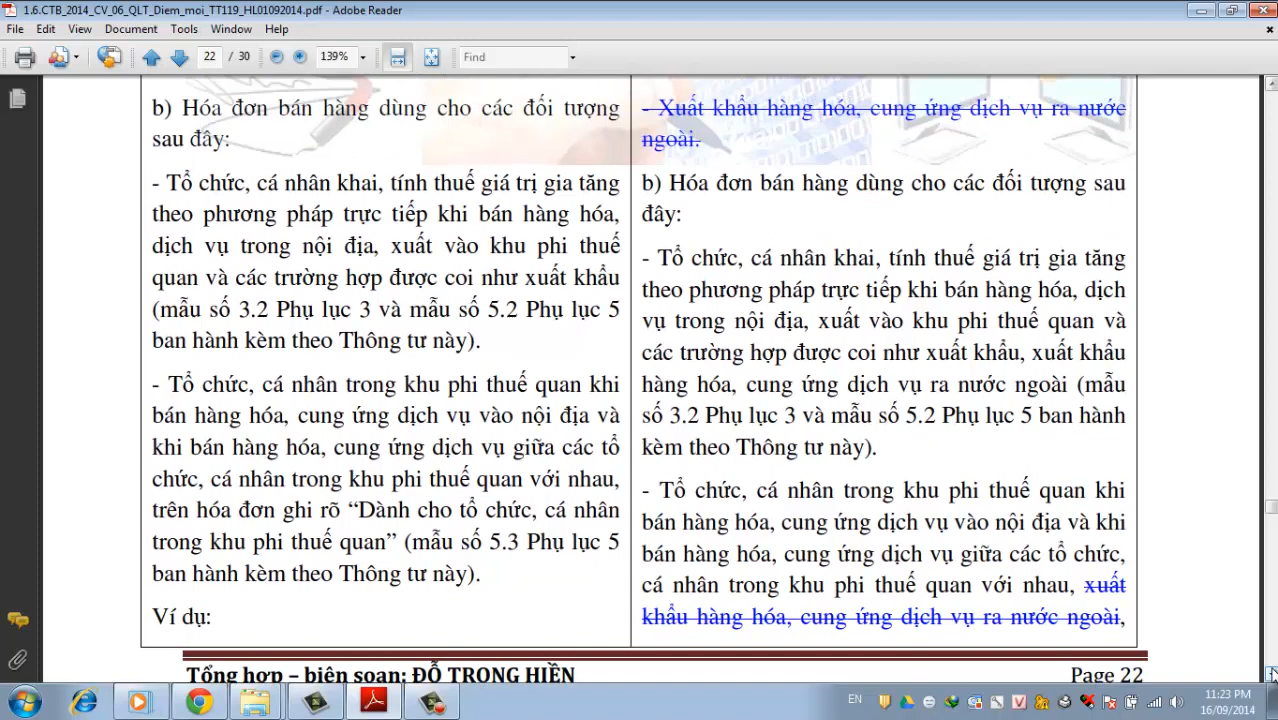 1.6.CTB_2014_CV_06_QLT_Diem_moi_TT119_HL01092014.pdf - Adobe Reader
File Edit View Document Tools Window Help
22 / 30 139% Find
b) Hóa đơn bán hàng dùng cho các đối tượng
sau đây:
- Tổ chức, cá nhân khai, tính thuế giá trị gia tăng
theo phương pháp trực tiếp khi bán hàng hóa,
dịch vụ trong nội địa, xuất vào khu phi thuế
quan và các trường hợp được coi như xuất khẩu
(mẫu số 3.2 Phụ lục 3 và mẫu số 5.2 Phụ lục 5
ban hành kèm theo Thông tư này).
- Tổ chức, cá nhân trong khu phi thuế quan khi
bán hàng hóa, cung ứng dịch vụ vào nội địa và
khi bán hàng hóa, cung ứng dịch vụ giữa các tổ
chức, cá nhân trong khu phi thuế quan với nhau,
trên hóa đơn ghi rõ “Dành cho tổ chức, cá nhân
trong khu phi thuế quan” (mẫu số 5.3 Phụ lục 5
ban hành kèm theo Thông tư này).
Ví dụ:
- Xuất khẩu hàng hóa, cung ứng dịch vụ ra nước
ngoài.
b) Hóa đơn bán hàng dùng cho các đối tượng sau
đây:
- Tổ chức, cá nhân khai, tính thuế giá trị gia tăng
theo phương pháp trực tiếp khi bán hàng hóa, dịch
vụ trong nội địa, xuất vào khu phi thuế quan và
các trường hợp được coi như xuất khẩu, xuất khẩu
hàng hóa, cung ứng dịch vụ ra nước ngoài (mẫu
số 3.2 Phụ lục 3 và mẫu số 5.2 Phụ lục 5 ban hành
kèm theo Thông tư này).
- Tổ chức, cá nhân trong khu phi thuế quan khi
bán hàng hóa, cung ứng dịch vụ vào nội địa và khi
bán hàng hóa, cung ứng dịch vụ giữa các tổ chức,
cá nhân trong khu phi thuế quan với nhau, xuất
khẩu hàng hóa, cung ứng dịch vụ ra nước ngoài,
Tổng hợp – biên soạn: ĐỖ TRỌNG HIỀN Page 22
EN 11:23 PM
16/09/2014